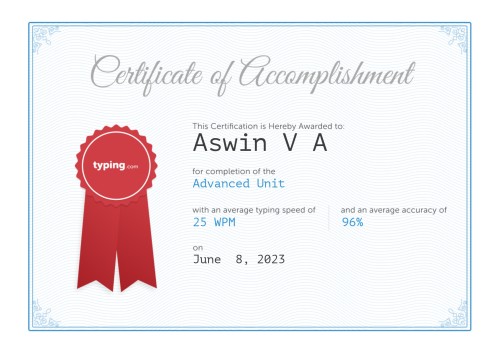 Certificate of Accomplishment
This Certification is Hereby Awarded to:
Aswin V A
typing.com
for completion of the
Advanced Unit
with an average typing speed of
25 WPM
and an average accuracy of
96%
on
June 8, 2023